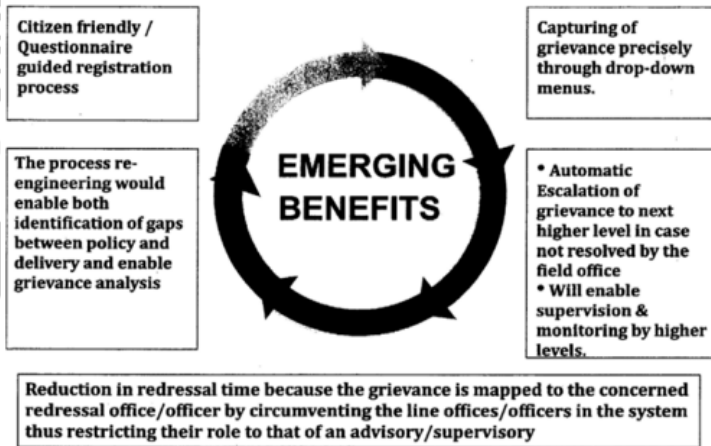 Citizen friendly /
Questionnaire
guided registration
process
Capturing of
grievance precisely
through drop-down
menus.
EMERGING
BENEFITS
The process re-
engineering would
enable both
identification of gaps
between policy and
delivery and enable
grievance analysis
* Automatic
Escalation of
grievance to next
higher level in case
not resolved by the
field office
* Will enable
supervision &
monitoring by higher
levels.
Reduction in redressal time because the grievance is mapped to the concerned
redressal office/officer by circumventing the line offices/officers in the system
thus restricting their role to that of an advisory/supervisory